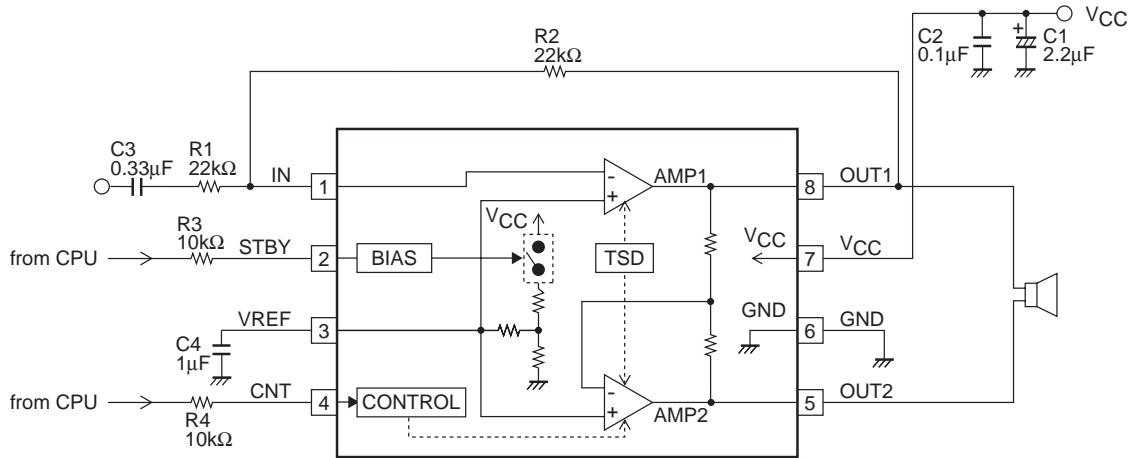 R2
22kΩ
C2
0.1µF
+
C1
2.2µF
VCC
C3
0.33µF
R1
22kΩ
IN
1
-
+
AMP1
8
OUT1
R3
10kΩ
from CPU
STBY
2
BIAS
VCC
TSD
VCC
7
VCC
VREF
3
C4
1µF
GND
6
GND
from CPU
R4
10kΩ
CNT
4
CONTROL
-
+
AMP2
5
OUT2